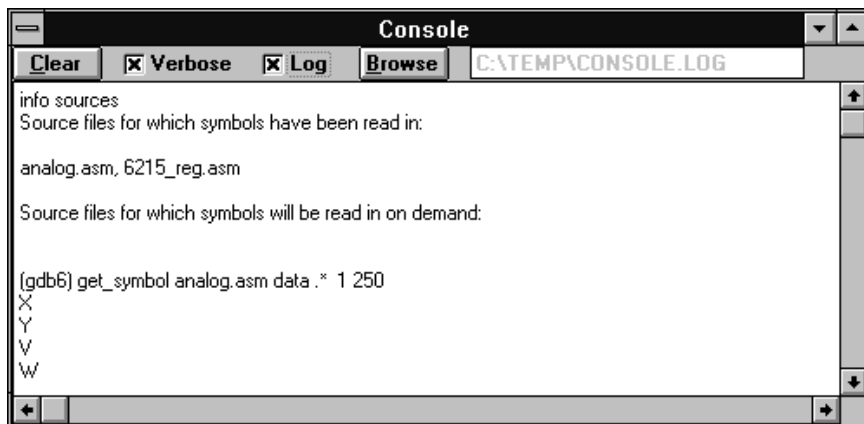 Console
Clear Verbose Log Browse C:\TEMP\CONSOLE.LOG
info sources
Source files for which symbols have been read in:
analog.asm, 6215_reg.asm
Source files for which symbols will be read in on demand:
(gdb6) get_symbol analog.asm data .* 1 250
X
Y
V
W